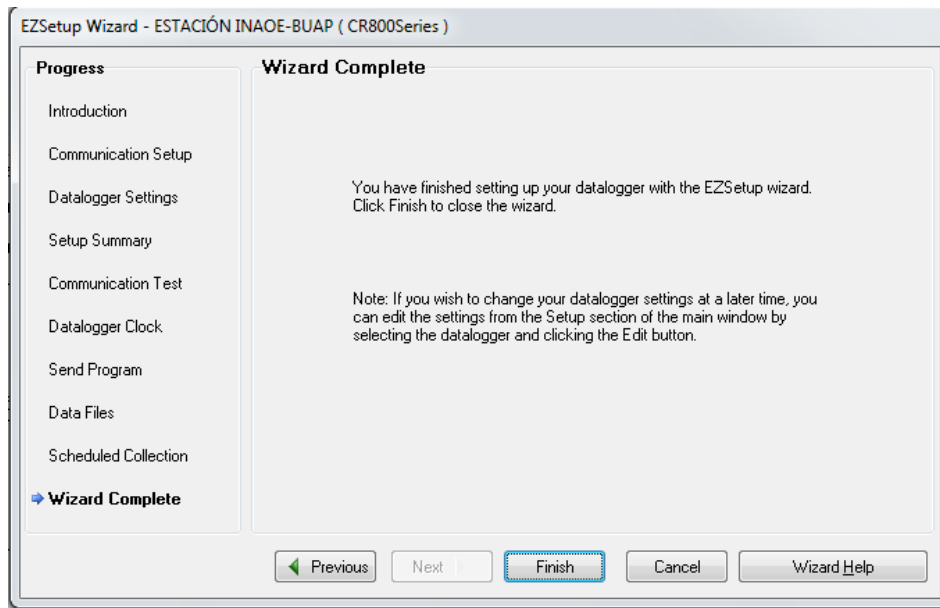 EZSetup Wizard - ESTACIÓN INAOE-BUAP ( CR800Series )
Progress
Introduction
Communication Setup
Datalogger Settings
Setup Summary
Communication Test
Datalogger Clock
Send Program
Data Files
Scheduled Collection
Wizard Complete
Wizard Complete
You have finished setting up your datalogger with the EZSetup wizard.
Click Finish to close the wizard.
Note: If you wish to change your datalogger settings at a later time, you
can edit the settings from the Setup section of the main window by
selecting the datalogger and clicking the Edit button.
Previous
Next
Finish
Cancel
Wizard Help